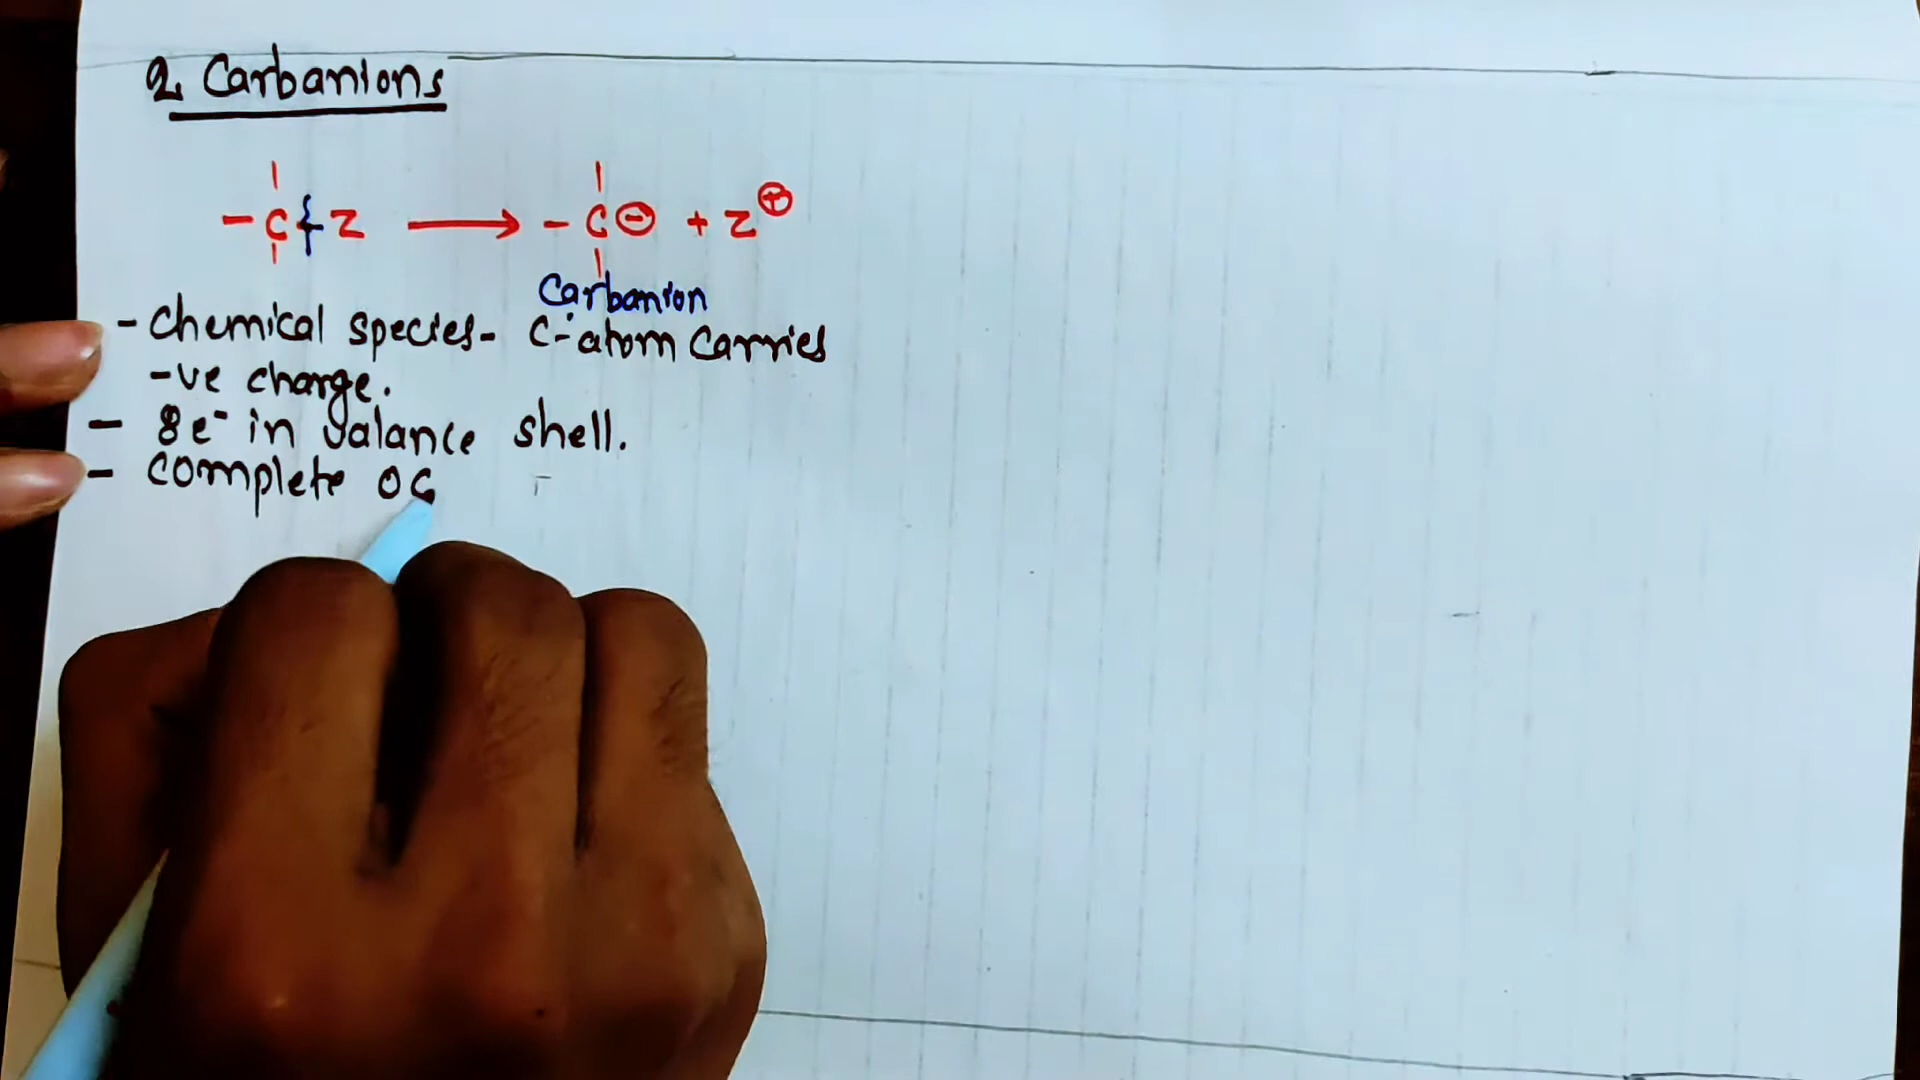 2. Carbanions
- C - Z ⟶ - C ⊖ + Z ⊕
Carbanion
- chemical species - C-atom carries
-ve charge.
- 8e⁻ in valance shell.
- complete oc